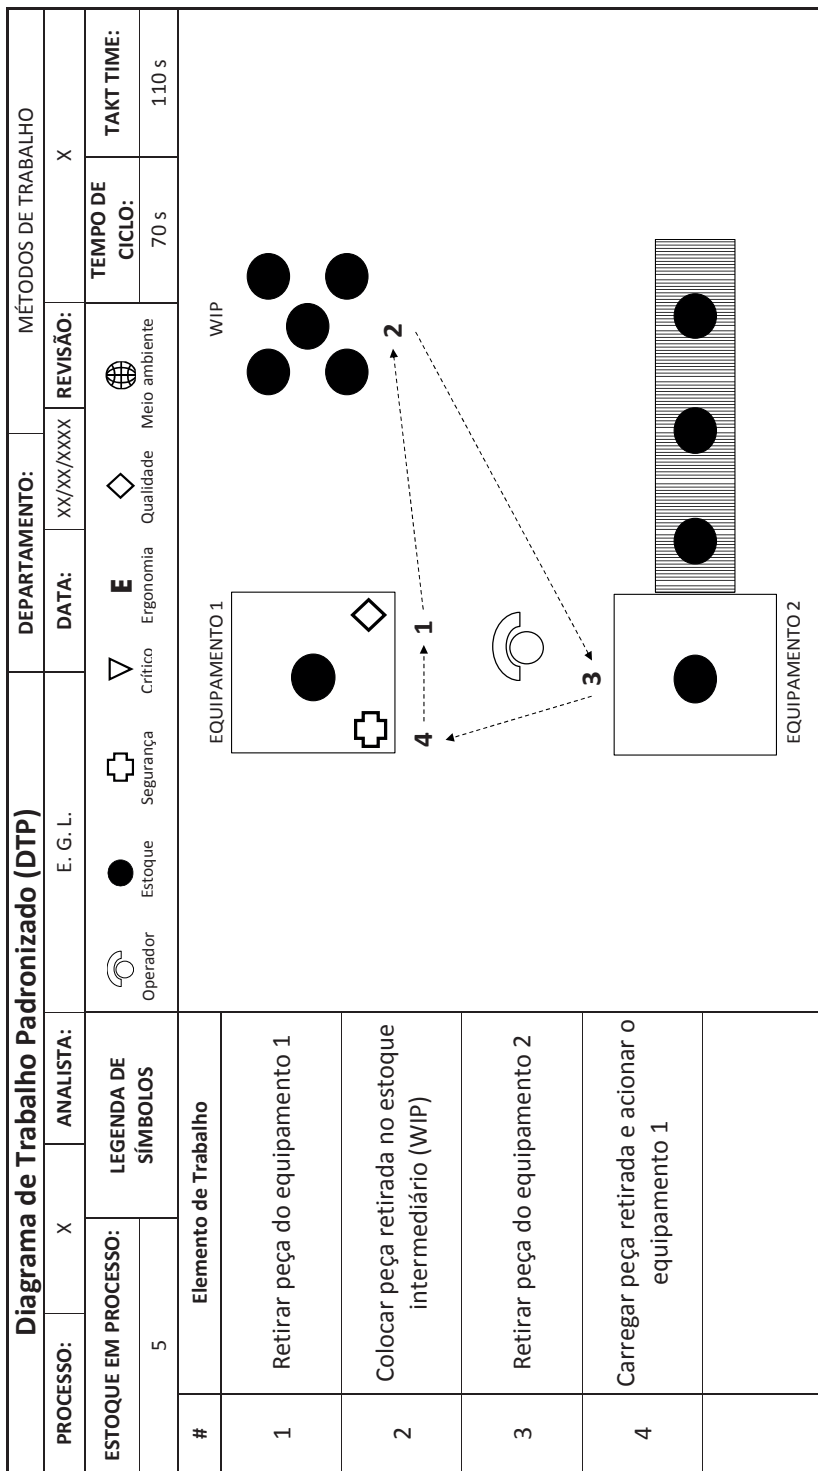 Diagrama de Trabalho Padronizado (DTP)
DEPARTAMENTO:
MÉTODOS DE TRABALHO
PROCESSO:
X
ANALISTA:
E. G. L.
DATA:
XX/XX/XXXX
REVISÃO:
X
ESTOQUE EM PROCESSO:
5
LEGENDA DE
SÍMBOLOS
Operador
Estoque
Segurança
Crítico
E
Ergonomia
Qualidade
Meio ambiente
TEMPO DE
CICLO:
70 s
TAKT TIME:
110 s
#
Elemento de Trabalho
1
Retirar peça do equipamento 1
2
Colocar peça retirada no estoque
intermediário (WIP)
3
Retirar peça do equipamento 2
4
Carregar peça retirada e acionar o
equipamento 1
EQUIPAMENTO 1
WIP
4
1
2
3
EQUIPAMENTO 2